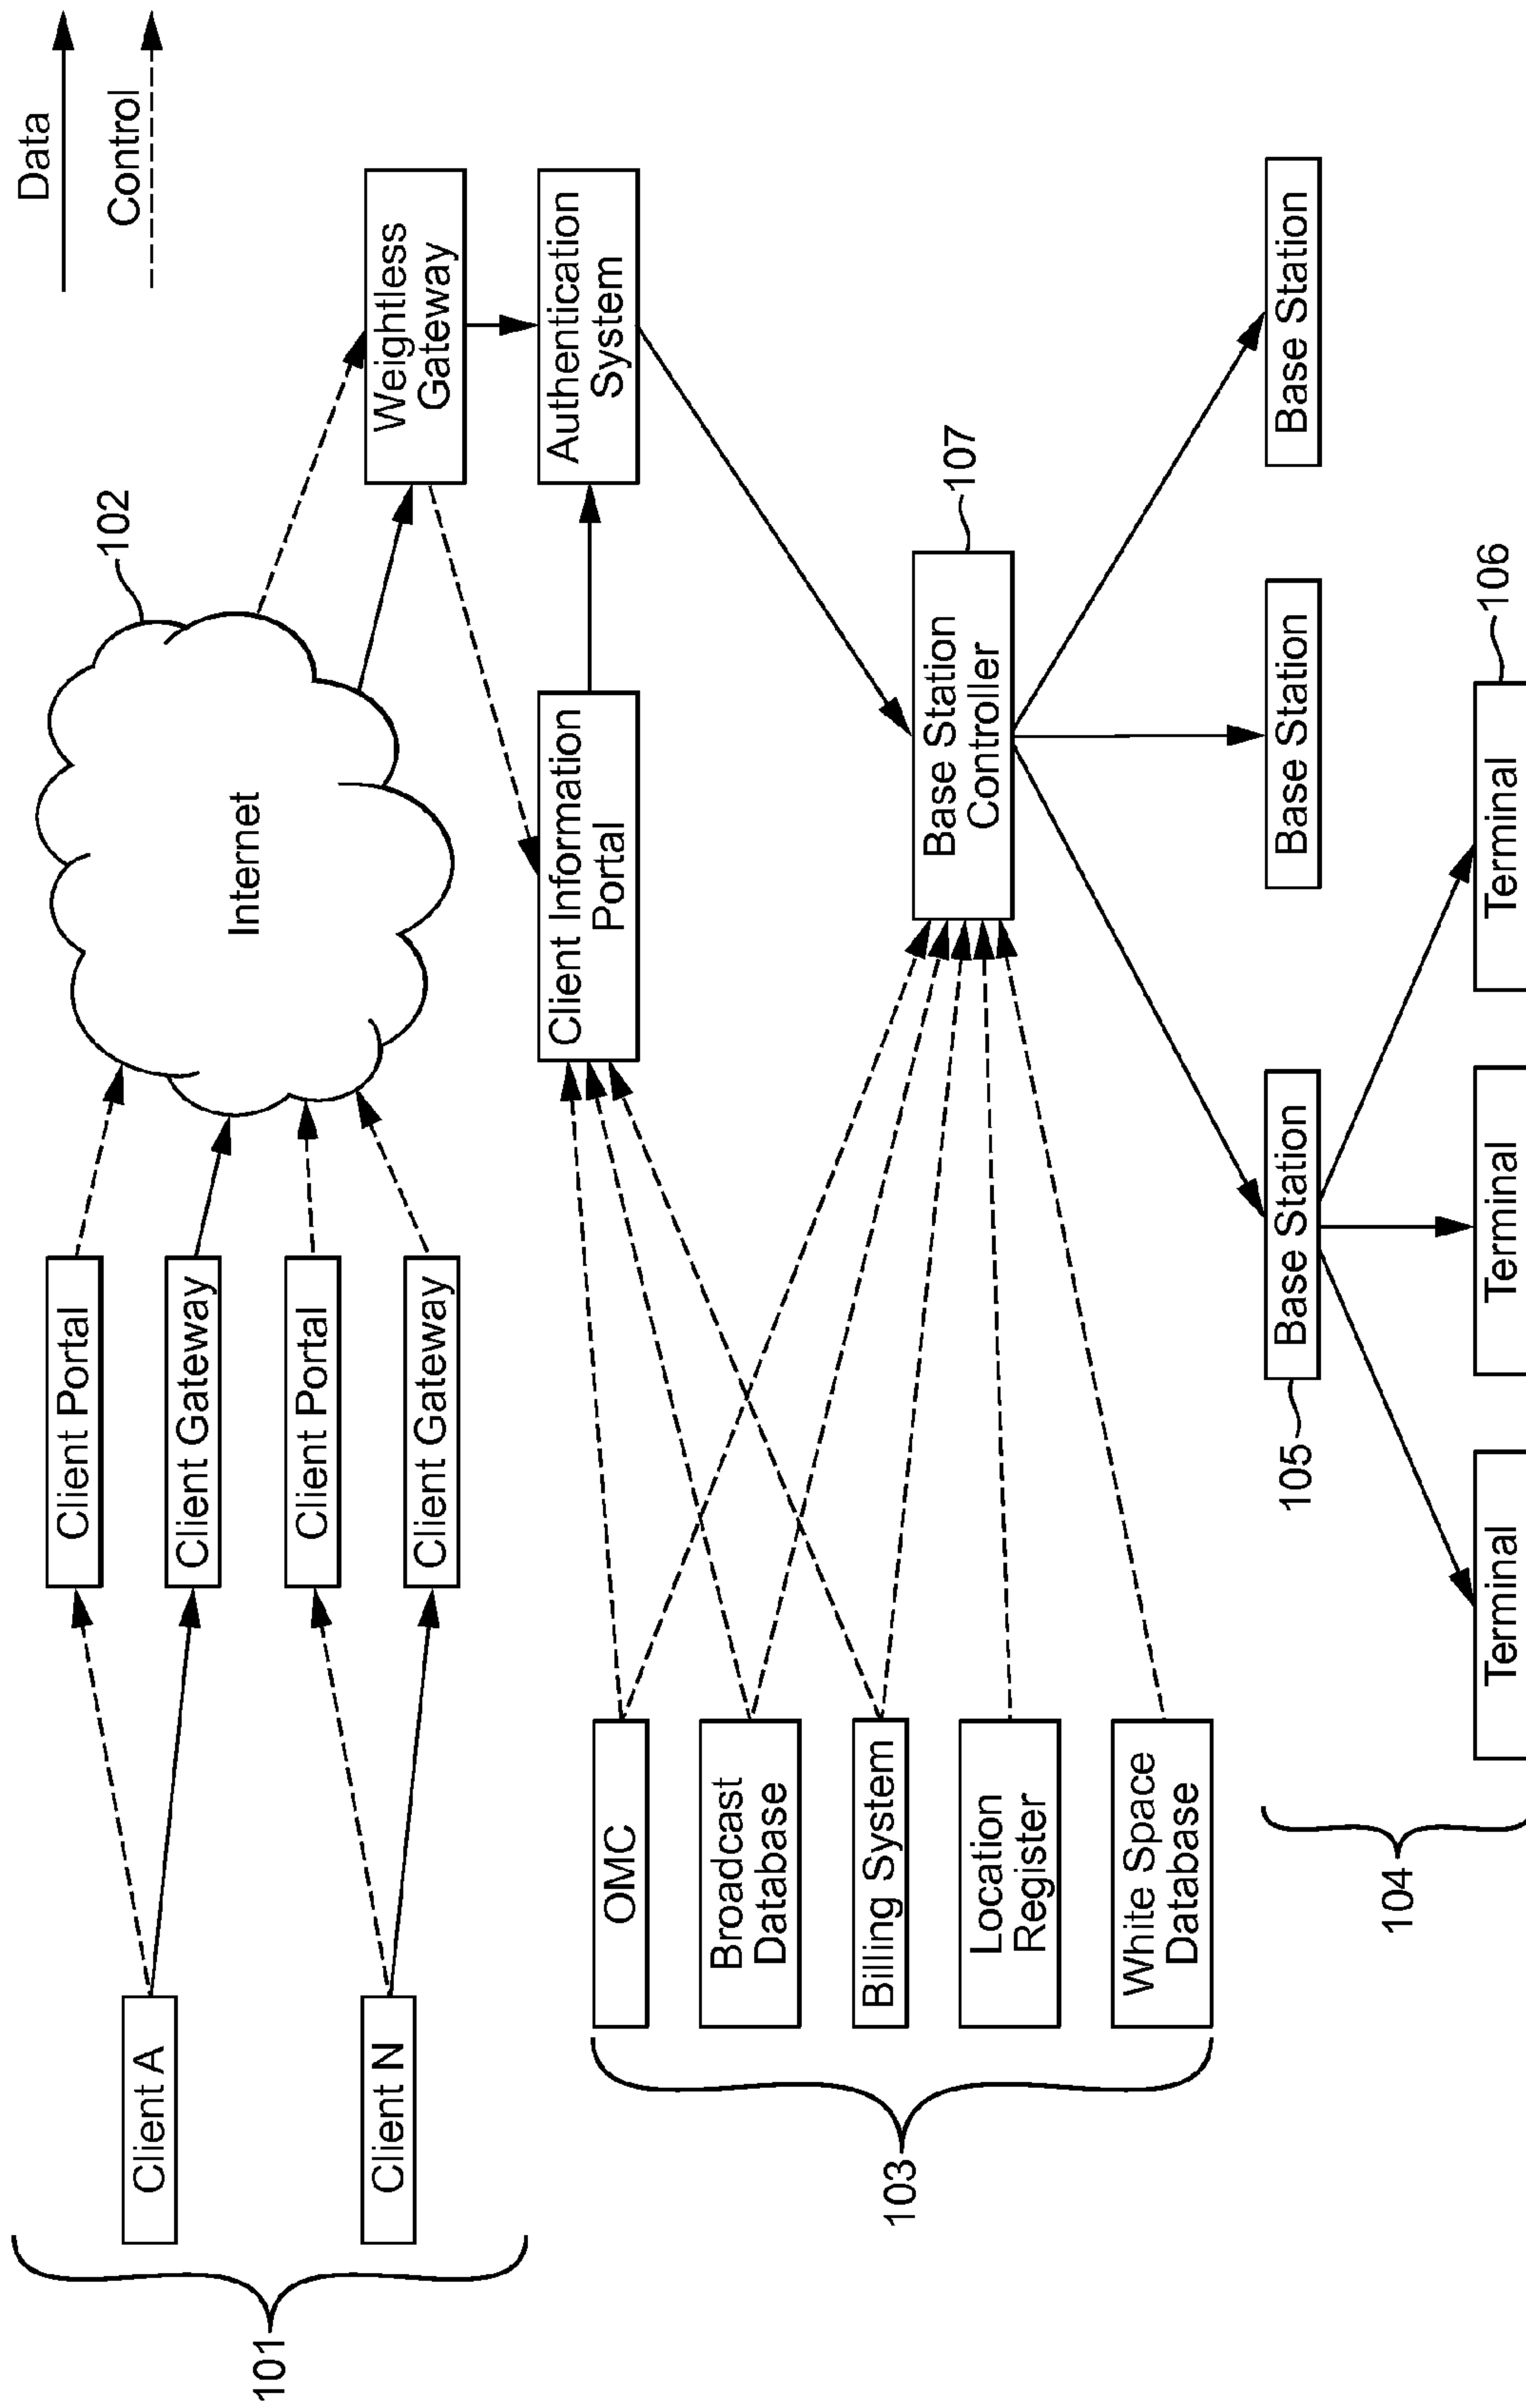 Data
Control
102
Internet
Client Portal
Client Gateway
Client Portal
Client Gateway
Client A
Client N
101
Weightless
Gateway
Authentication
System
Client Information
Portal
OMC
Broadcast
Database
Billing System
Location
Register
White Space
Database
103
Base Station
Controller
107
Base Station
Base Station
Base Station
105
Terminal
Terminal
Terminal
106
104